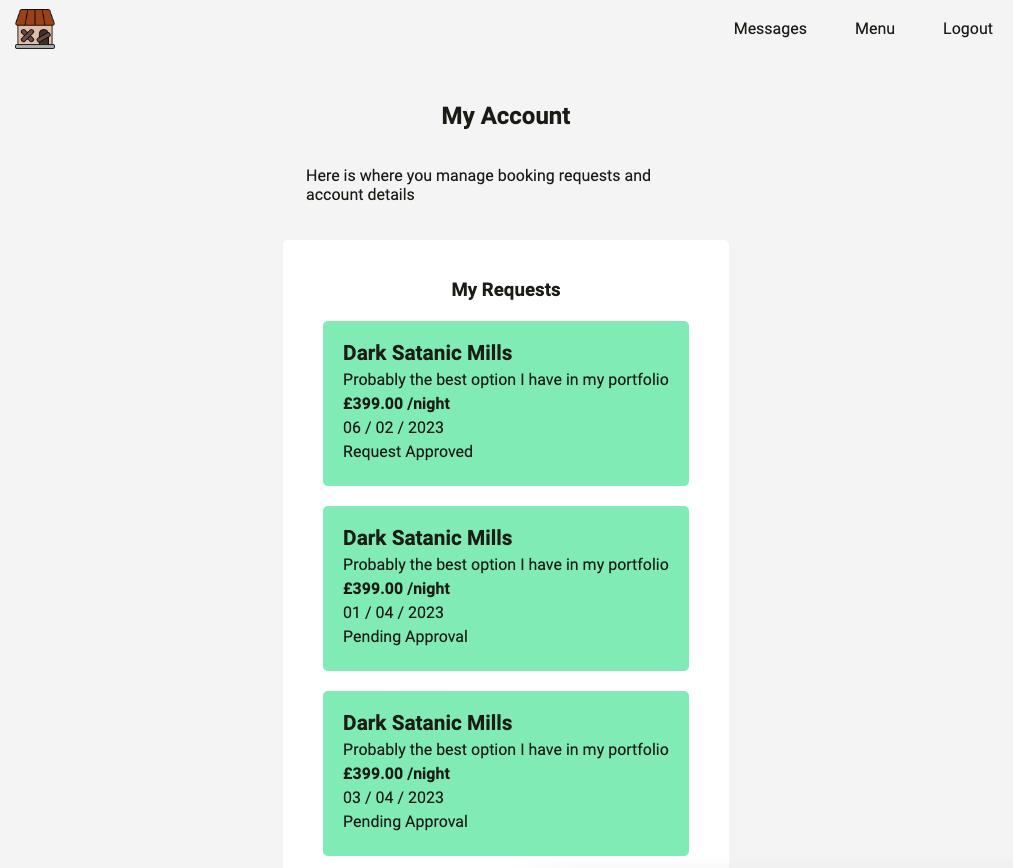 Messages Menu Logout
My Account
Here is where you manage booking requests and
account details
My Requests
Dark Satanic Mills
Probably the best option I have in my portfolio
£399.00 /night
06 / 02 / 2023
Request Approved
Dark Satanic Mills
Probably the best option I have in my portfolio
£399.00 /night
01 / 04 / 2023
Pending Approval
Dark Satanic Mills
Probably the best option I have in my portfolio
£399.00 /night
03 / 04 / 2023
Pending Approval